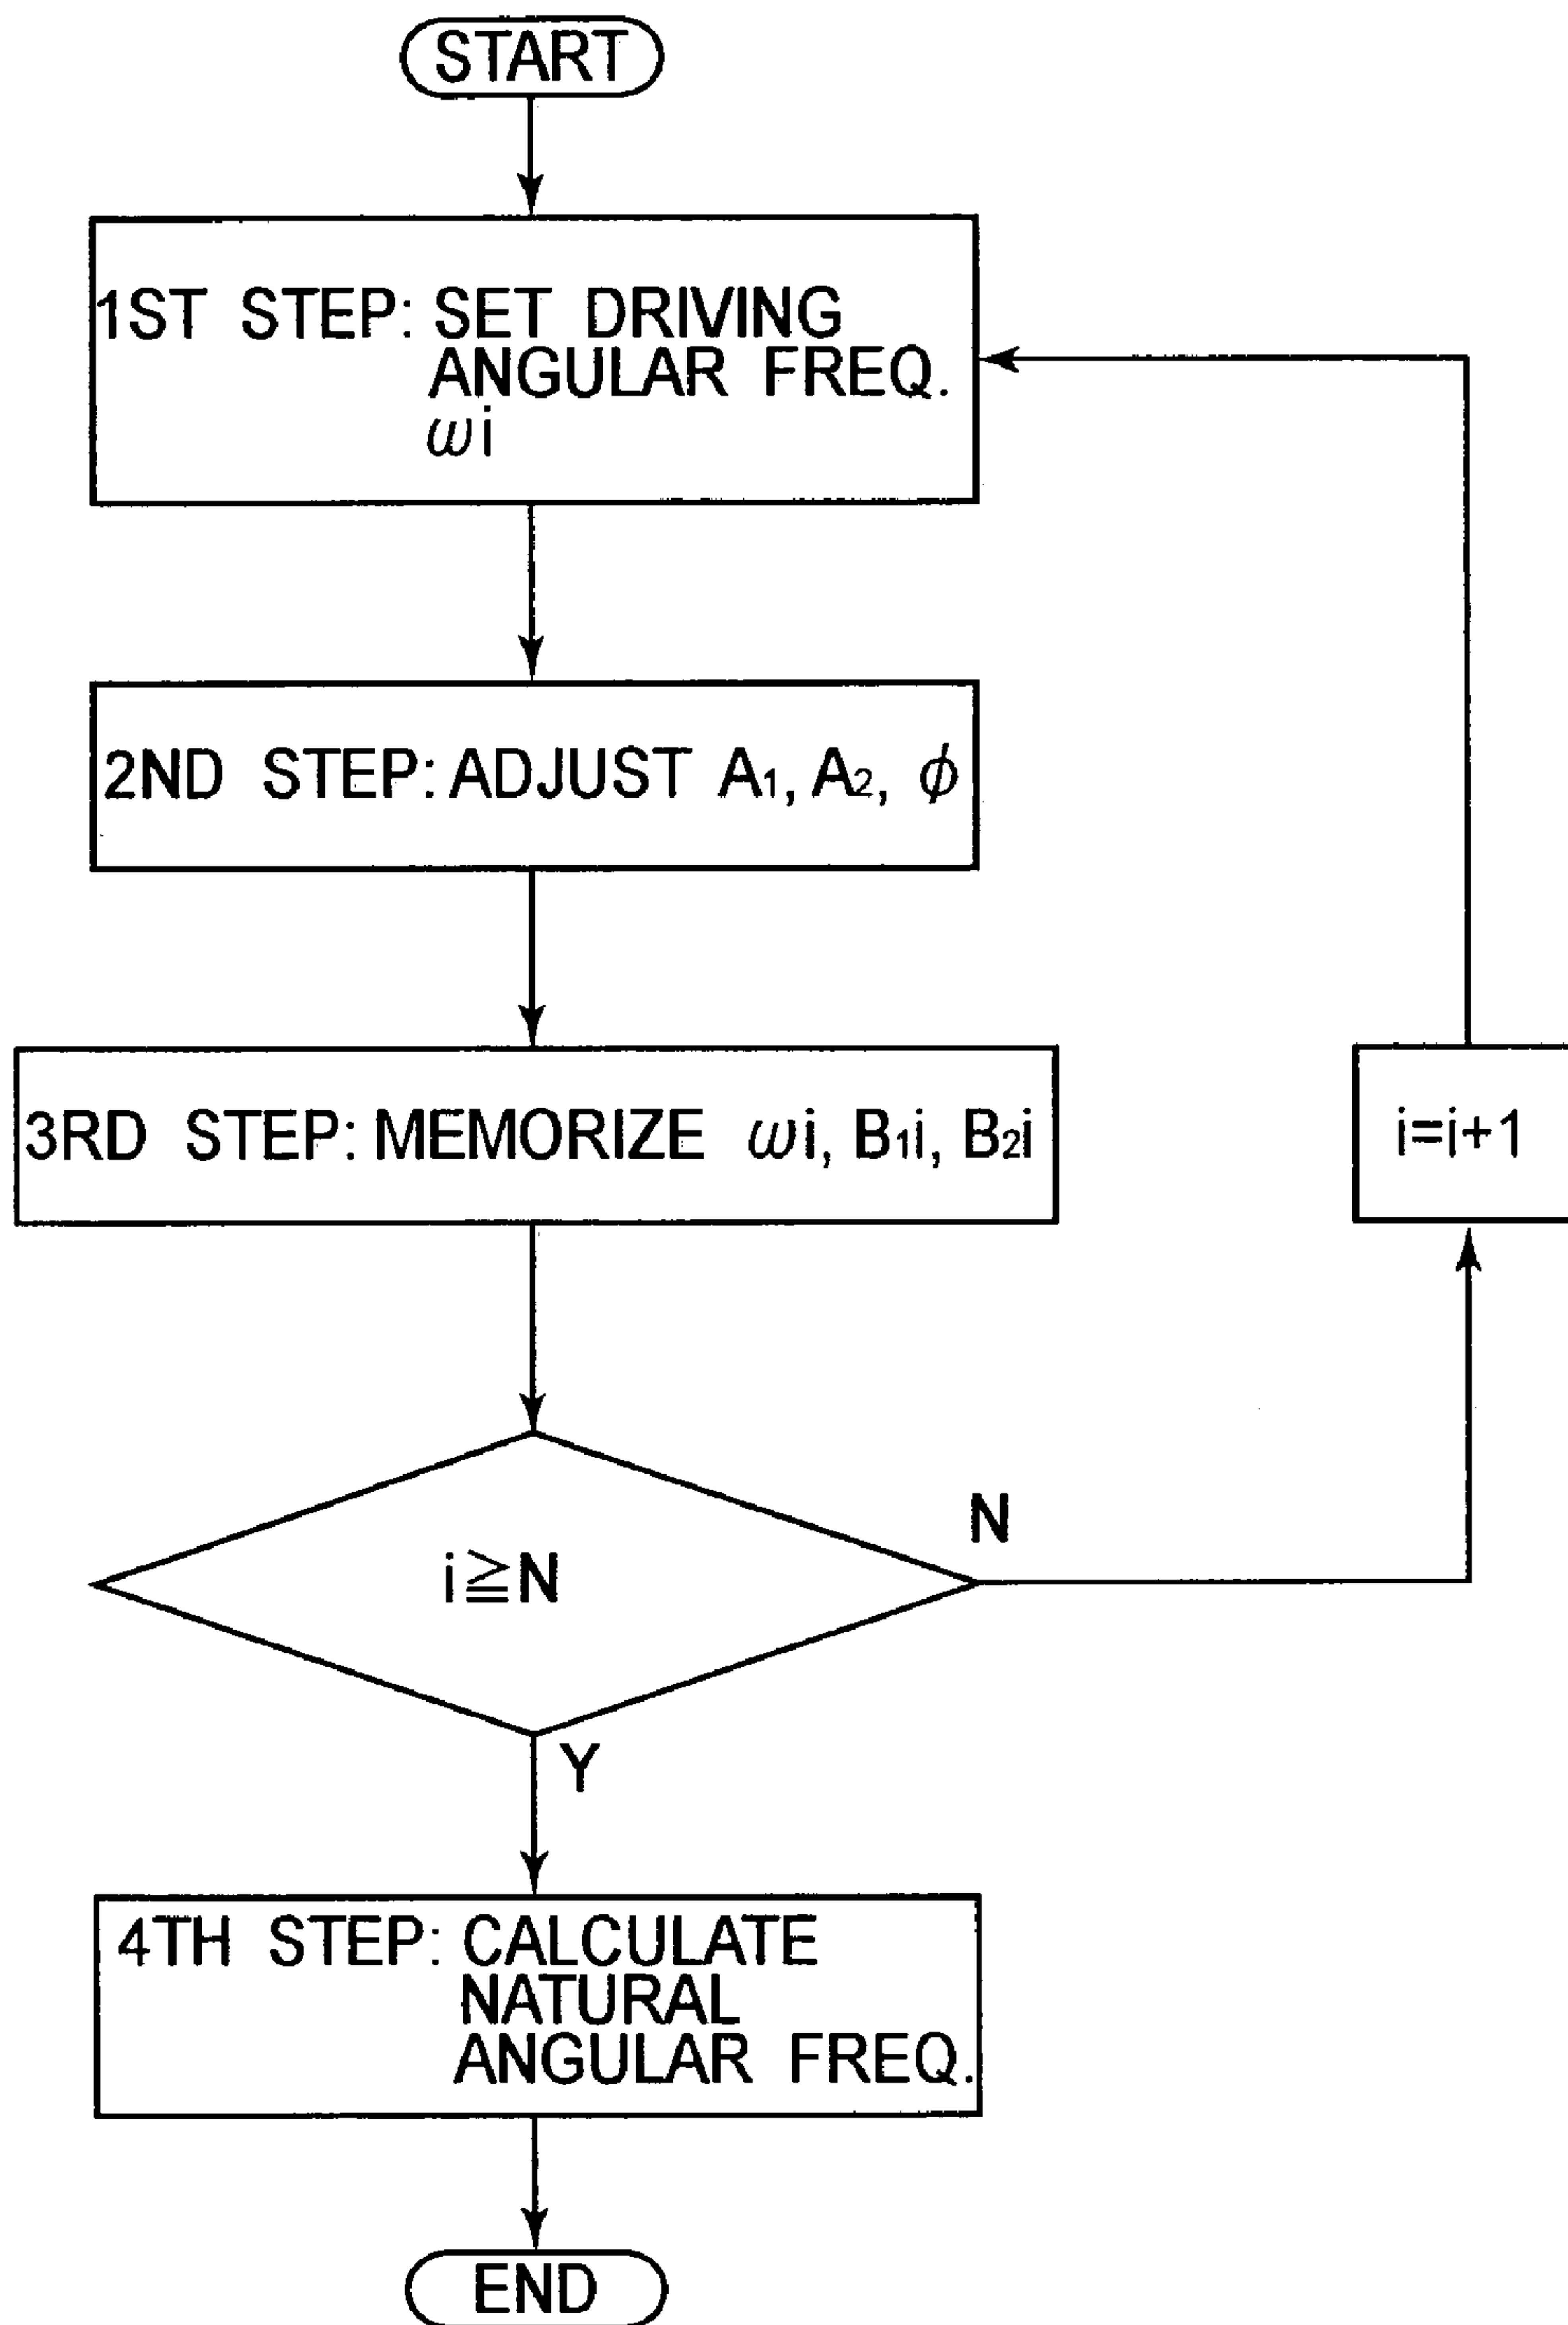 START
1ST STEP: SET DRIVING
ANGULAR FREQ.
ωi
2ND STEP: ADJUST A₁, A₂, ϕ
3RD STEP: MEMORIZE ωi, B₁i, B₂i
i=i+1
i≧N
N
Y
4TH STEP: CALCULATE
NATURAL
ANGULAR FREQ.
END